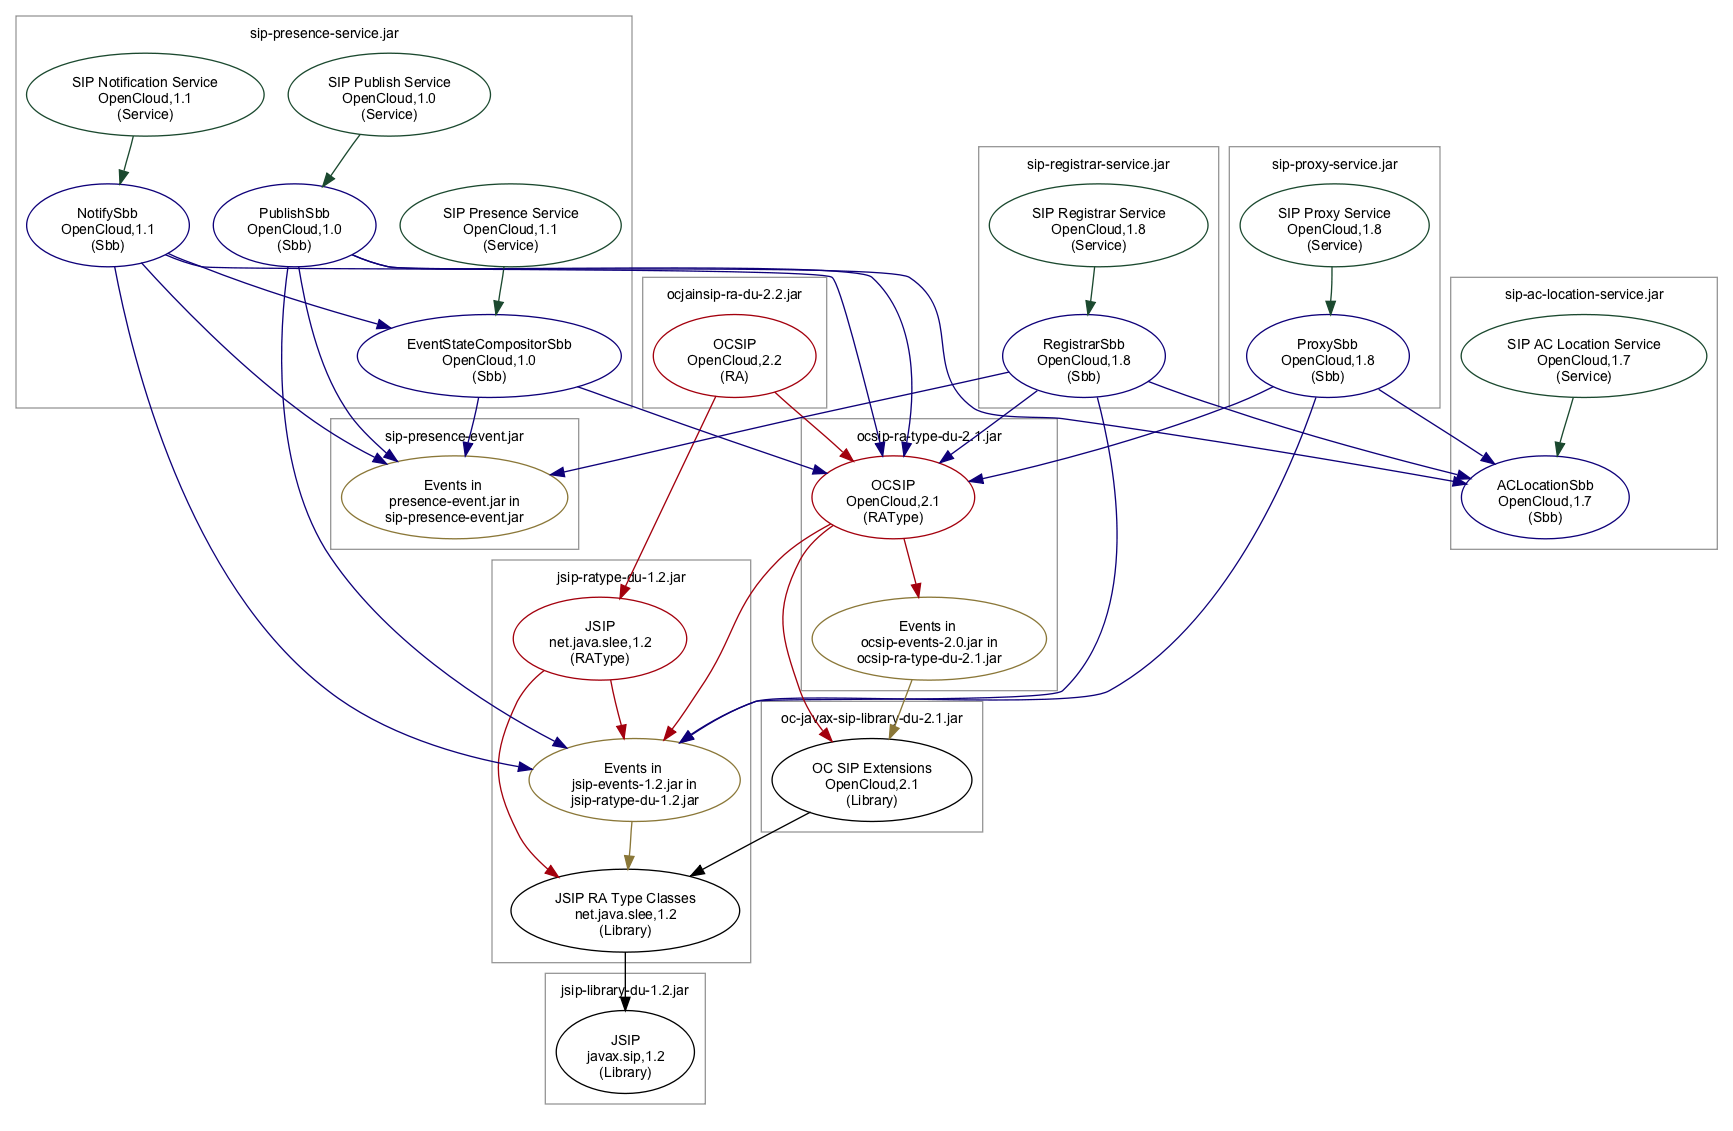 sip-presence-service.jar
SIP Notification Service
OpenCloud,1.1
(Service)
SIP Publish Service
OpenCloud,1.0
(Service)
NotifySbb
OpenCloud,1.1
(Sbb)
PublishSbb
OpenCloud,1.0
(Sbb)
SIP Presence Service
OpenCloud,1.1
(Service)
EventStateCompositorSbb
OpenCloud,1.0
(Sbb)
sip-registrar-service.jar
SIP Registrar Service
OpenCloud,1.8
(Service)
RegistrarSbb
OpenCloud,1.8
(Sbb)
sip-proxy-service.jar
SIP Proxy Service
OpenCloud,1.8
(Service)
ProxySbb
OpenCloud,1.8
(Sbb)
ocjainsip-ra-du-2.2.jar
OCSIP
OpenCloud,2.2
(RA)
sip-ac-location-service.jar
SIP AC Location Service
OpenCloud,1.7
(Service)
ACLocationSbb
OpenCloud,1.7
(Sbb)
sip-presence-event.jar
Events in
presence-event.jar in
sip-presence-event.jar
ocsip-ra-type-du-2.1.jar
OCSIP
OpenCloud,2.1
(RAType)
Events in
ocsip-events-2.0.jar in
ocsip-ra-type-du-2.1.jar
jsip-ratype-du-1.2.jar
JSIP
net.java.slee,1.2
(RAType)
Events in
jsip-events-1.2.jar in
jsip-ratype-du-1.2.jar
JSIP RA Type Classes
net.java.slee,1.2
(Library)
oc-javax-sip-library-du-2.1.jar
OC SIP Extensions
OpenCloud,2.1
(Library)
jsip-library-du-1.2.jar
JSIP
javax.sip,1.2
(Library)